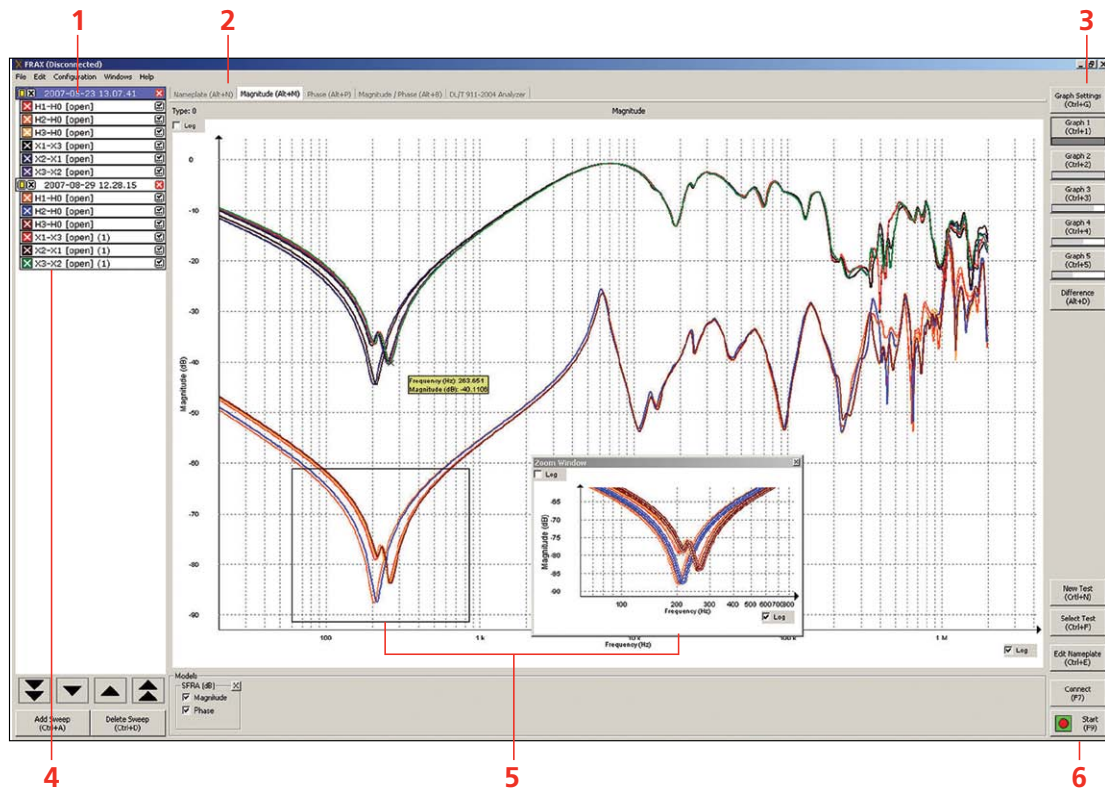 1
2
3
FRAX (Disconnected)
File Edit Configuration Windows Help
2007-08-23 13.07.41
H1-H0 [open]
H2-H0 [open]
H3-H0 [open]
X1-X3 [open]
X2-X1 [open]
X3-X2 [open]
2007-08-29 12.28.15
H1-H0 [open]
H2-H0 [open]
H3-H0 [open]
X1-X3 [open] (1)
X2-X1 [open] (1)
X3-X2 [open] (1)
Add Sweep
(Ctrl+A)
Delete Sweep
(Ctrl+D)
Nameplate (Alt+N) Magnitude (Alt+M) Phase (Alt+P) Magnitude / Phase (Alt+B) DL/T 911-2004 Analyzer
Type: 0
Magnitude
Log
0
-10
-20
-30
-40
-50
-60
-70
-80
-90
Magnitude (dB)
Frequency (Hz): 263.651
Magnitude (dB): -40.1108
100
1 k
1 M
Frequency(Hz)
Log
Zoom Window
Log
-65
-70
-75
-80
-85
-90
Magnitude (dB)
100 200 300 400 500 600 700 800
Frequency (Hz)
Log
Models
SFRA (dB)
Magnitude
Phase
Graph Settings
(Ctrl+G)
Graph 1
(Ctrl+1)
Graph 2
(Ctrl+2)
Graph 3
(Ctrl+3)
Graph 4
(Ctrl+4)
Graph 5
(Ctrl+5)
Difference
(Alt+D)
New Test
(Crtl+N)
Select Test
(Ctrl+F)
Edit Nameplate
(Ctrl+E)
Connect
(F7)
Start
(F9)
4
5
6